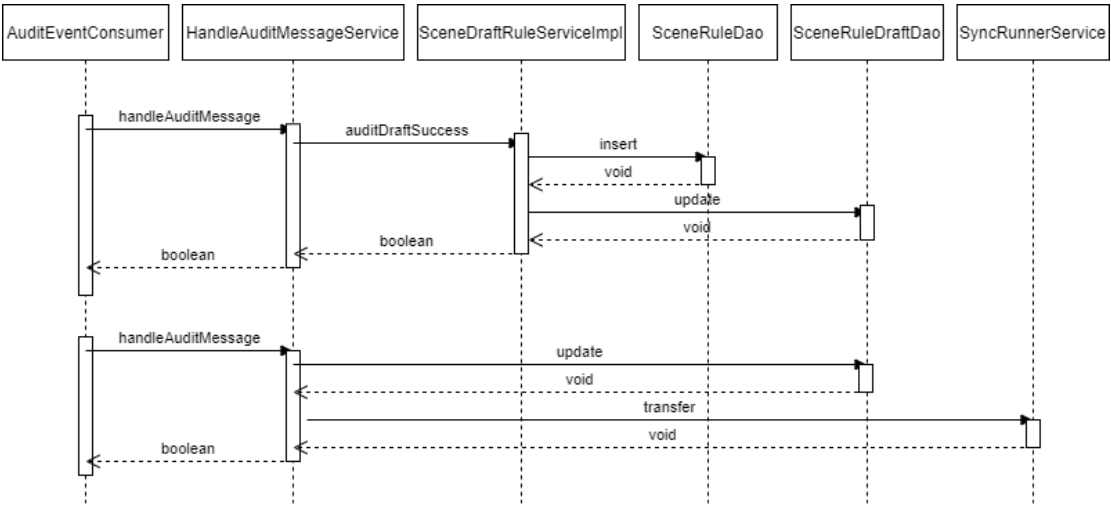 AuditEventConsumer
HandleAuditMessageService
SceneDraftRuleServiceImpl
SceneRuleDao
SceneRuleDraftDao
SyncRunnerService
handleAuditMessage
auditDraftSuccess
insert
void
update
void
boolean
boolean
handleAuditMessage
update
void
transfer
void
boolean